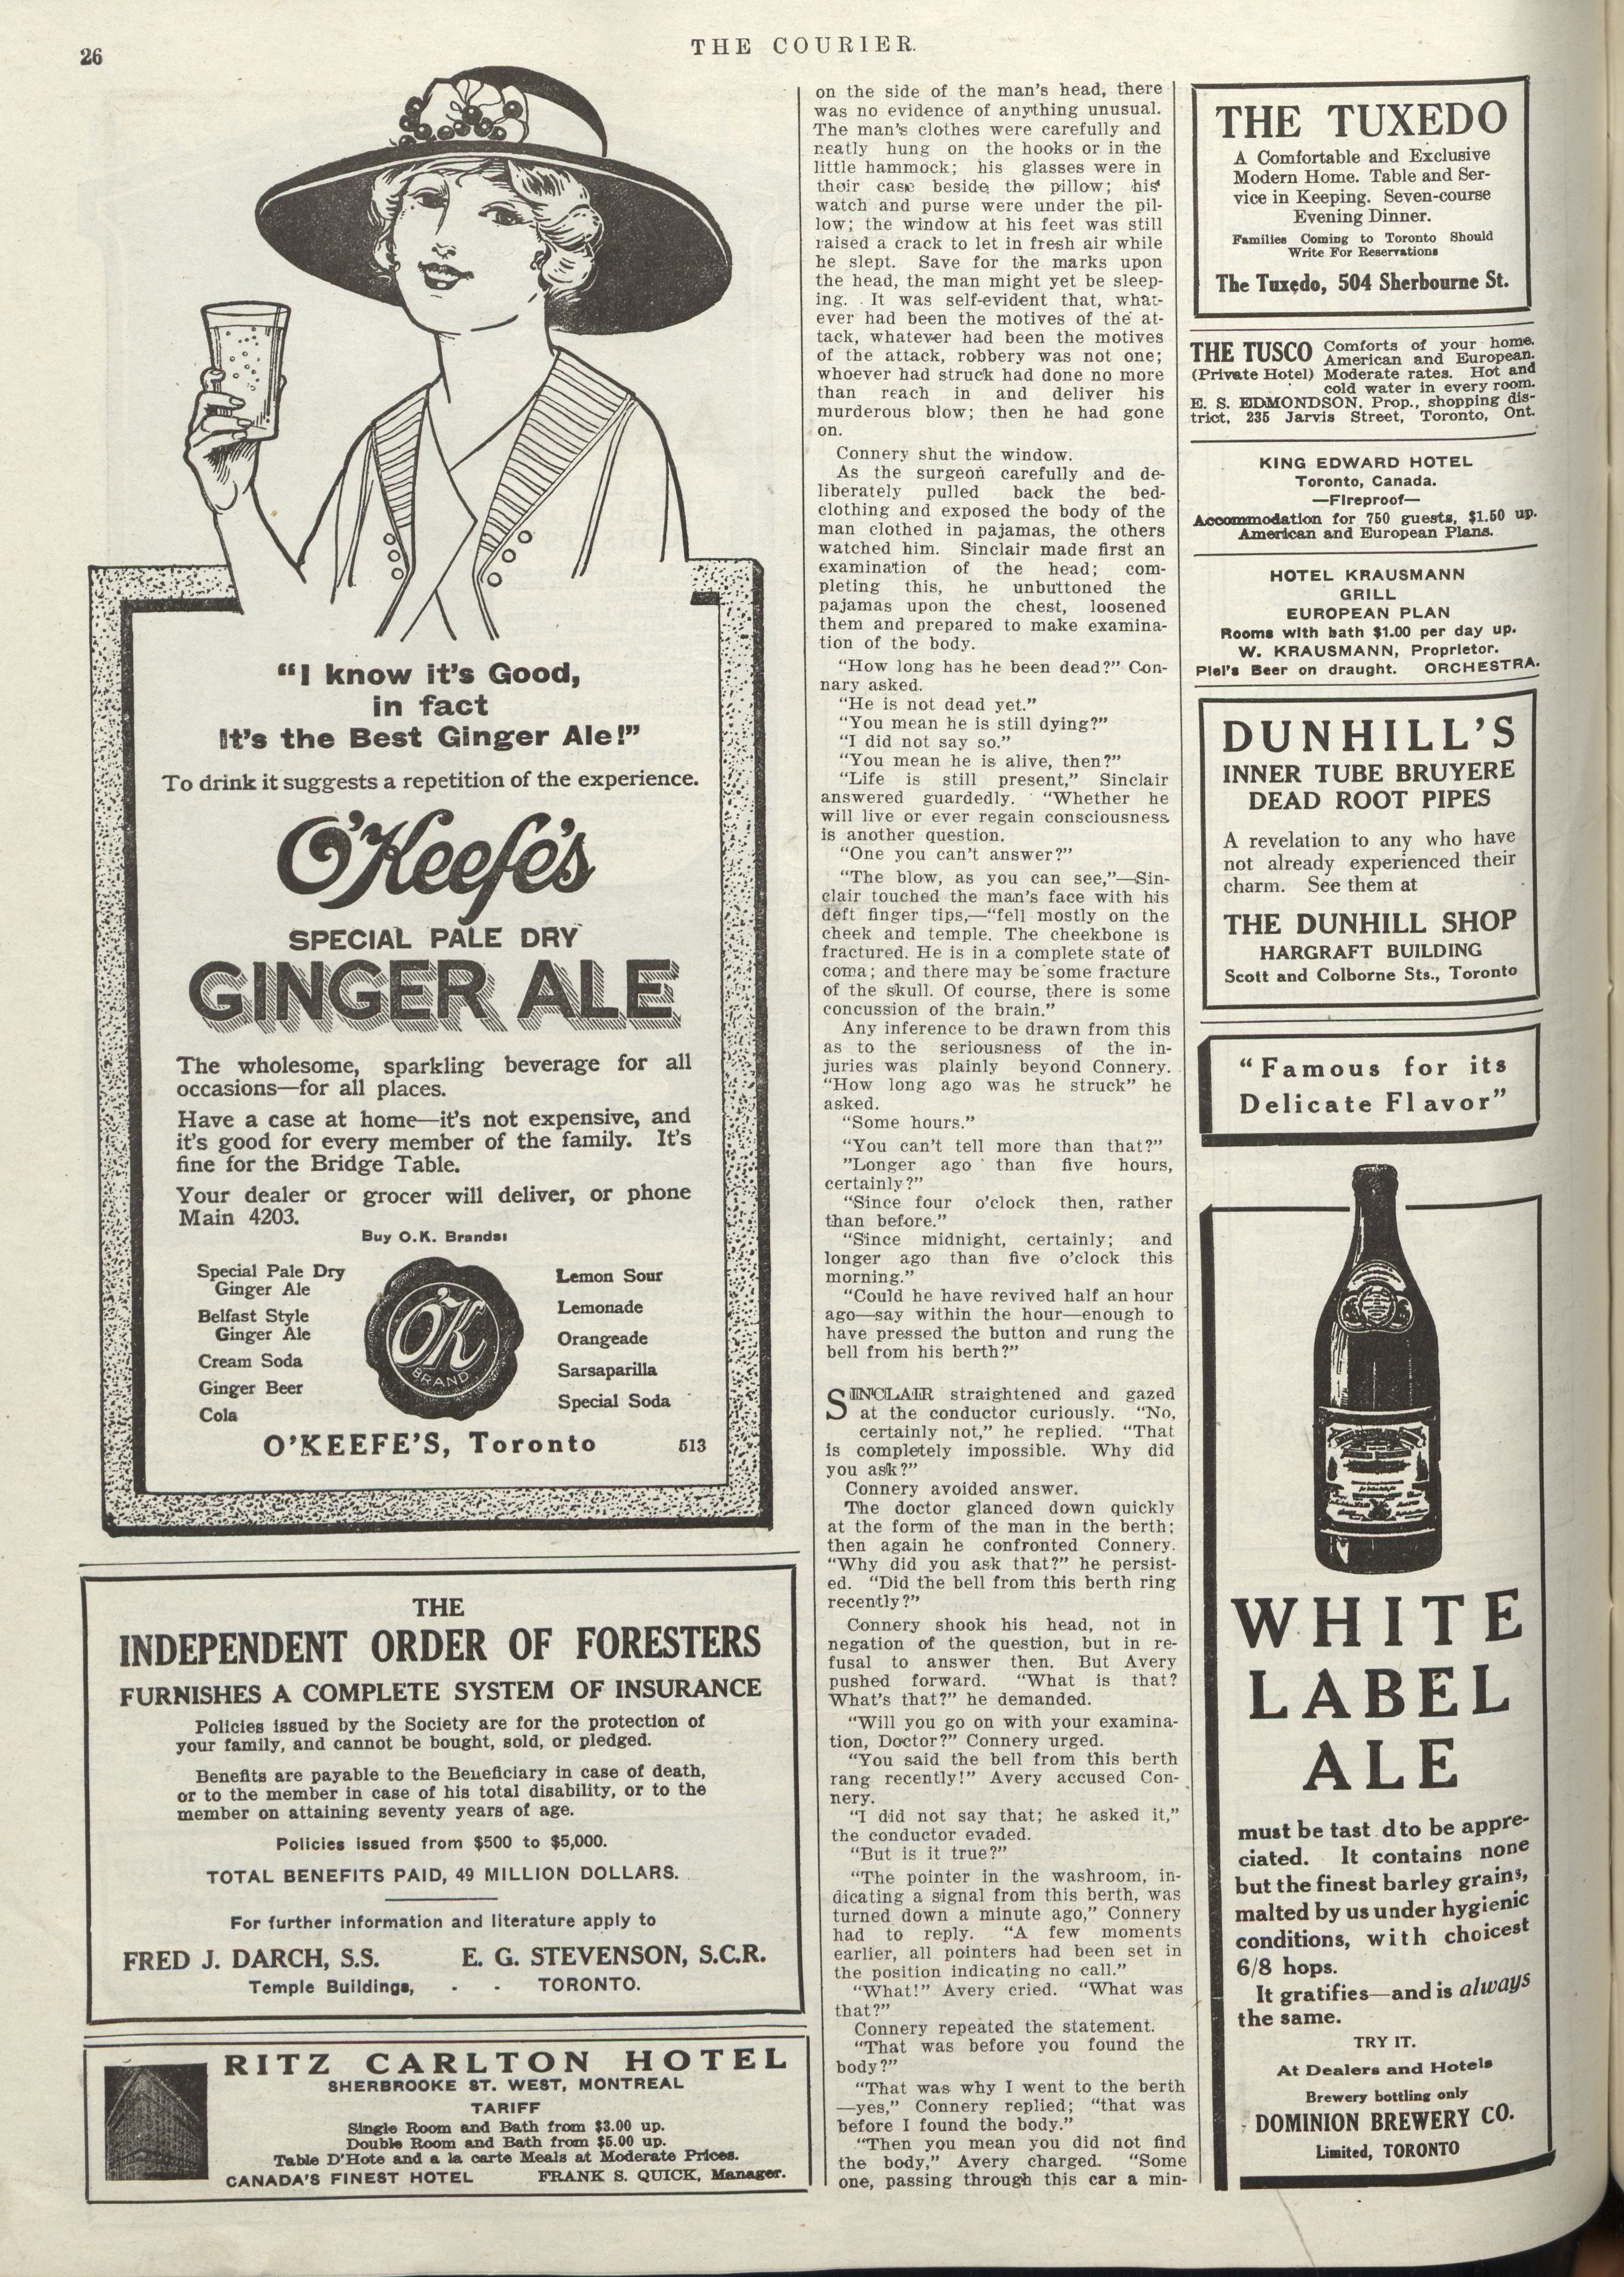 26
THE COURIER.
"I know it's Good,
in fact
It's the Best Ginger Ale!"
To drink it suggests a repetition of the experience.
O'Keefe's
SPECIAL PALE DRY
GINGER ALE
The wholesome, sparkling beverage for all
occasions—for all places.
Have a case at home—it's not expensive, and
it's good for every member of the family. It's
fine for the Bridge Table.
Your dealer or grocer will deliver, or phone
Main 4203.
Buy O.K. Brands:
Special Pale Dry
Ginger Ale
Belfast Style
Ginger Ale
Cream Soda
Ginger Beer
Cola
O'K
BRAND
Lemon Sour
Lemonade
Orangeade
Sarsaparilla
Special Soda
O'KEEFE'S, Toronto 513
THE
INDEPENDENT ORDER OF FORESTERS
FURNISHES A COMPLETE SYSTEM OF INSURANCE
Policies issued by the Society are for the protection of
your family, and cannot be bought, sold, or pledged.
Benefits are payable to the Beueficiary in case of death,
or to the member in case of his total disability, or to the
member on attaining seventy years of age.
Policies issued from $500 to $5,000.
TOTAL BENEFITS PAID, 49 MILLION DOLLARS.
For further information and literature apply to
FRED J. DARCH, S.S. E. G. STEVENSON, S.C.R.
Temple Buildings, - - TORONTO.
RITZ CARLTON HOTEL
SHERBROOKE ST. WEST, MONTREAL
TARIFF
Single Room and Bath from $3.00 up.
Double Room and Bath from $5.00 up.
Table D'Hote and a la carte Meals at Moderate Prices.
CANADA'S FINEST HOTEL FRANK S. QUICK, Manager.
on the side of the man's head, there
was no evidence of anything unusual.
The man's clothes were carefully and
neatly hung on the hooks or in the
little hammock; his glasses were in
their case beside the pillow; his
watch and purse were under the pil-
low; the window at his feet was still
raised a crack to let in fresh air while
he slept. Save for the marks upon
the head, the man might yet be sleep-
ing. It was self-evident that, what-
ever had been the motives of the at-
tack, whatever had been the motives
of the attack, robbery was not one;
whoever had struck had done no more
than reach in and deliver his
murderous blow; then he had gone
on.
Connery shut the window.
As the surgeon carefully and de-
liberately pulled back the bed-
clothing and exposed the body of the
man clothed in pajamas, the others
watched him. Sinclair made first an
examination of the head; com-
pleting this, he unbuttoned the
pajamas upon the chest, loosened
them and prepared to make examina-
tion of the body.
"How long has he been dead?" Con-
nary asked.
"He is not dead yet."
"You mean he is still dying?"
"I did not say so."
"You mean he is alive, then?"
"Life is still present," Sinclair
answered guardedly. "Whether he
will live or ever regain consciousness
is another question.
"One you can't answer?"
"The blow, as you can see,"—Sin-
clair touched the man's face with his
deft finger tips,—"fell mostly on the
cheek and temple. The cheekbone is
fractured. He is in a complete state of
coma; and there may be some fracture
of the skull. Of course, there is some
concussion of the brain."
Any inference to be drawn from this
as to the seriousness of the in-
juries was plainly beyond Connery.
"How long ago was he struck" he
asked.
"Some hours."
"You can't tell more than that?"
"Longer ago than five hours,
certainly?"
"Since four o'clock then, rather
than before."
"Since midnight, certainly; and
longer ago than five o'clock this
morning."
"Could he have revived half an hour
ago—say within the hour—enough to
have pressed the button and rung the
bell from his berth?"
SINCLAIR straightened and gazed
at the conductor curiously. "No,
certainly not," he replied. "That
is completely impossible. Why did
you ask?"
Connery avoided answer.
The doctor glanced down quickly
at the form of the man in the berth;
then again he confronted Connery.
"Why did you ask that?" he persist-
ed. "Did the bell from this berth ring
recently?"
Connery shook his head, not in
negation of the question, but in re-
fusal to answer then. But Avery
pushed forward. "What is that?
What's that?" he demanded.
"Will you go on with your examina-
tion, Doctor?" Connery urged.
"You said the bell from this berth
rang recently!" Avery accused Con-
nery.
"I did not say that; he asked it,"
the conductor evaded.
"But is it true?"
"The pointer in the washroom, in-
dicating a signal from this berth, was
turned down a minute ago," Connery
had to reply. "A few moments
earlier, all pointers had been set in
the position indicating no call."
"What!" Avery cried. "What was
that?"
Connery repeated the statement.
"That was before you found the
body?"
"That was why I went to the berth
—yes," Connery replied; "that was
before I found the body."
"Then you mean you did not find
the body," Avery charged. "Some
one, passing through this car a min-
THE TUXEDO
A Comfortable and Exclusive
Modern Home. Table and Ser-
vice in Keeping. Seven-course
Evening Dinner.
Families Coming to Toronto Should
Write For Reservations
The Tuxedo, 504 Sherbourne St.
THE TUSCO Comforts of your home.
American and European.
(Private Hotel) Moderate rates. Hot and
cold water in every room.
E. S. EDMONDSON, Prop., shopping dis-
trict, 235 Jarvis Street, Toronto, Ont.
KING EDWARD HOTEL
Toronto, Canada.
—Fireproof—
Accommodation for 750 guests, $1.50 up.
American and European Plans.
HOTEL KRAUSMANN
GRILL
EUROPEAN PLAN
Rooms with bath $1.00 per day up.
W. KRAUSMANN, Proprietor.
Piel's Beer on draught. ORCHESTRA.
DUNHILL'S
INNER TUBE BRUYERE
DEAD ROOT PIPES
A revelation to any who have
not already experienced their
charm. See them at
THE DUNHILL SHOP
HARGRAFT BUILDING
Scott and Colborne Sts., Toronto
"Famous for its
Delicate Flavor"
WHITE
LABEL
ALE
must be tast d to be appre-
ciated. It contains none
but the finest barley grains,
malted by us under hygienic
conditions, with choicest
6/8 hops.
It gratifies—and is always
the same.
TRY IT.
At Dealers and Hotels
Brewery bottling only
DOMINION BREWERY CO.
Limited, TORONTO